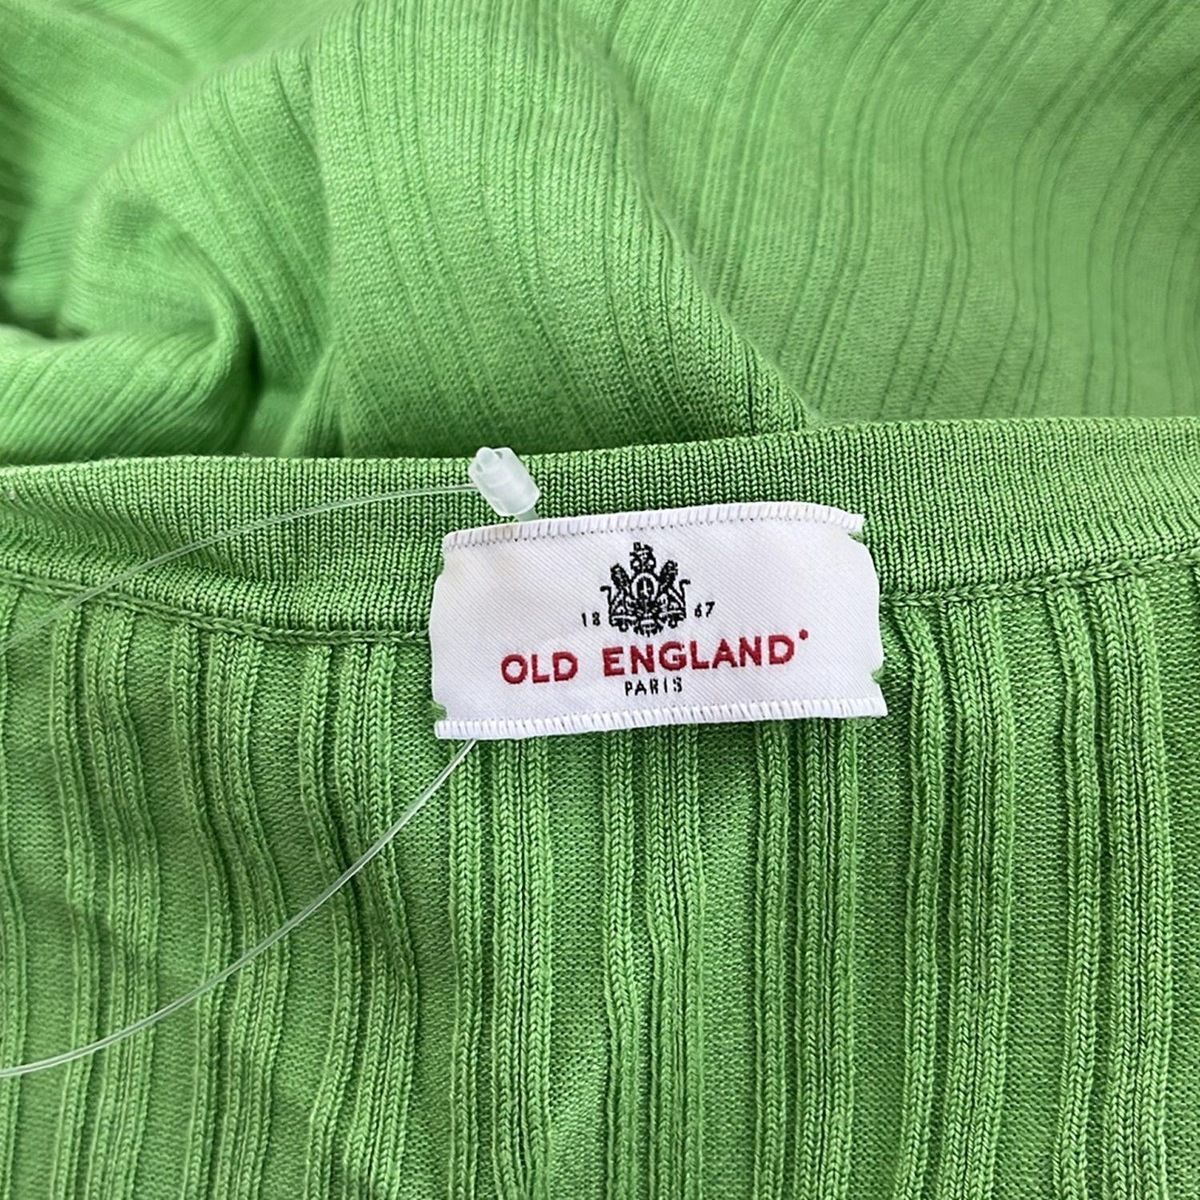 18 67
OLD ENGLAND
PARIS